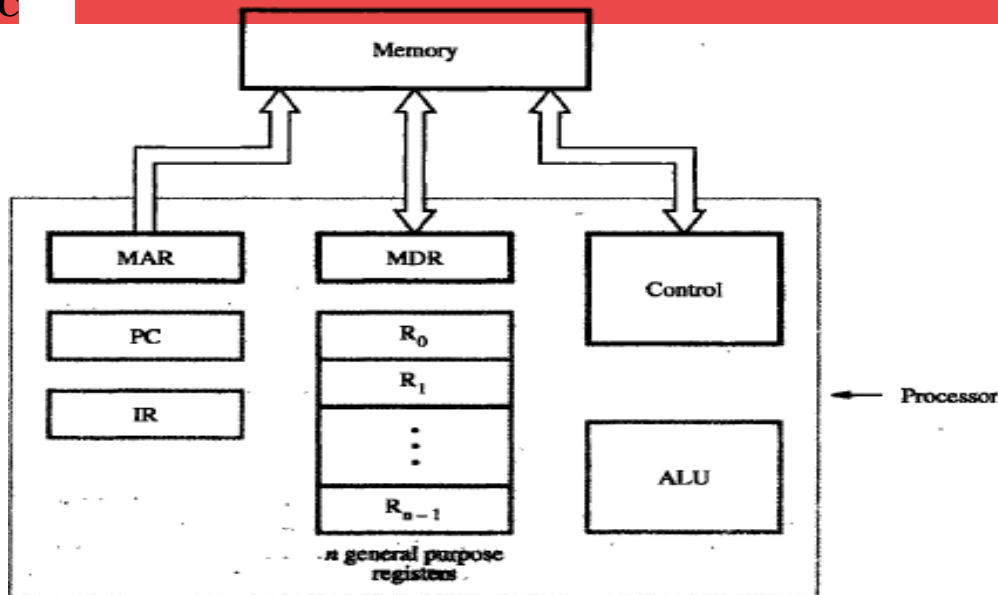 C
Memory
MAR
MDR
Control
PC
R0
R1
IR
Processor
⋮
ALU
Rn−1
n general purpose
registers